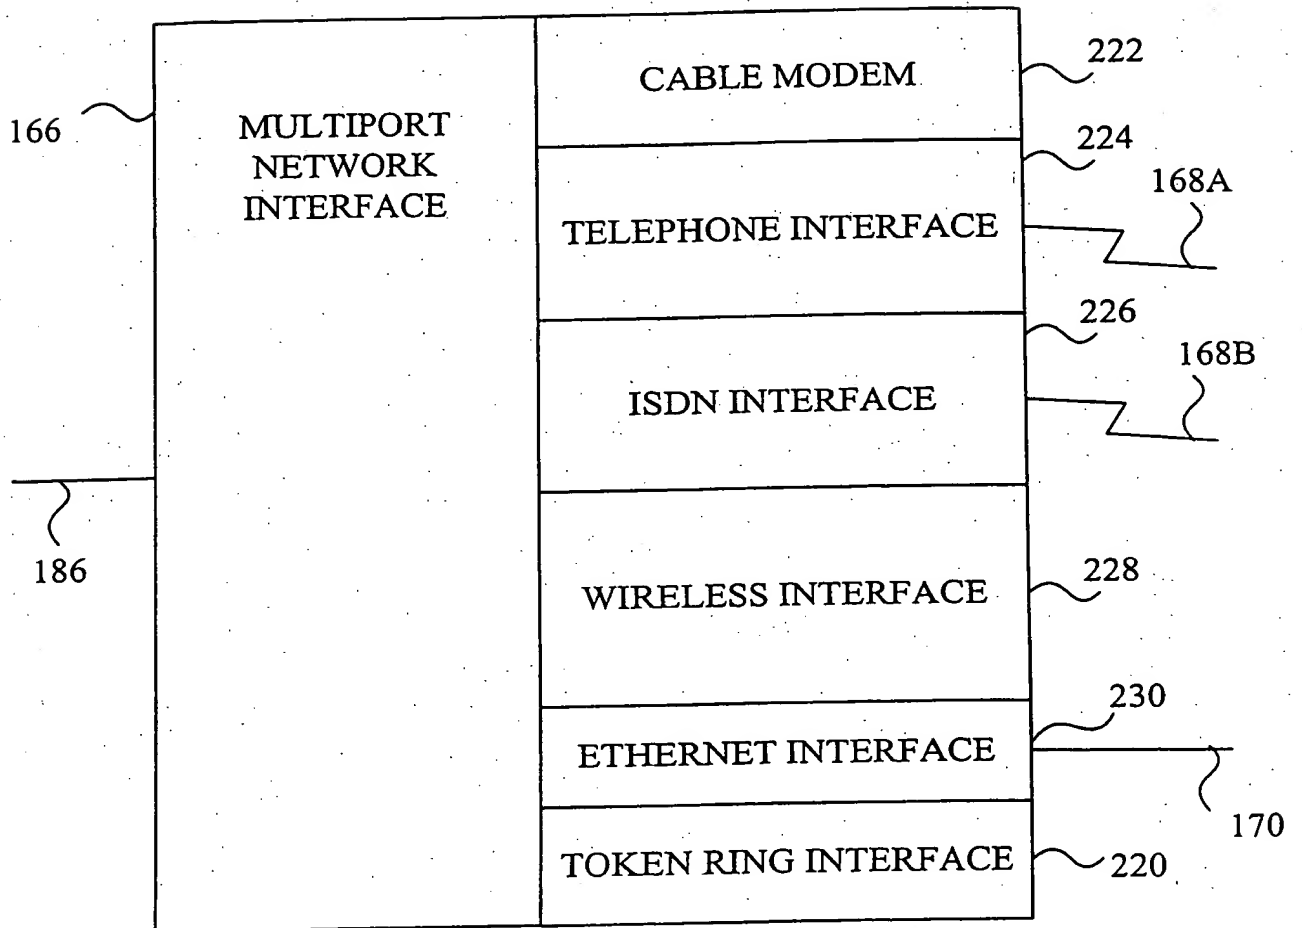 CABLE MODEM
222
166
MULTIPORT
NETWORK
INTERFACE
224
168A
TELEPHONE INTERFACE
226
168B
ISDN INTERFACE
186
WIRELESS INTERFACE
228
230
ETHERNET INTERFACE
170
TOKEN RING INTERFACE
220